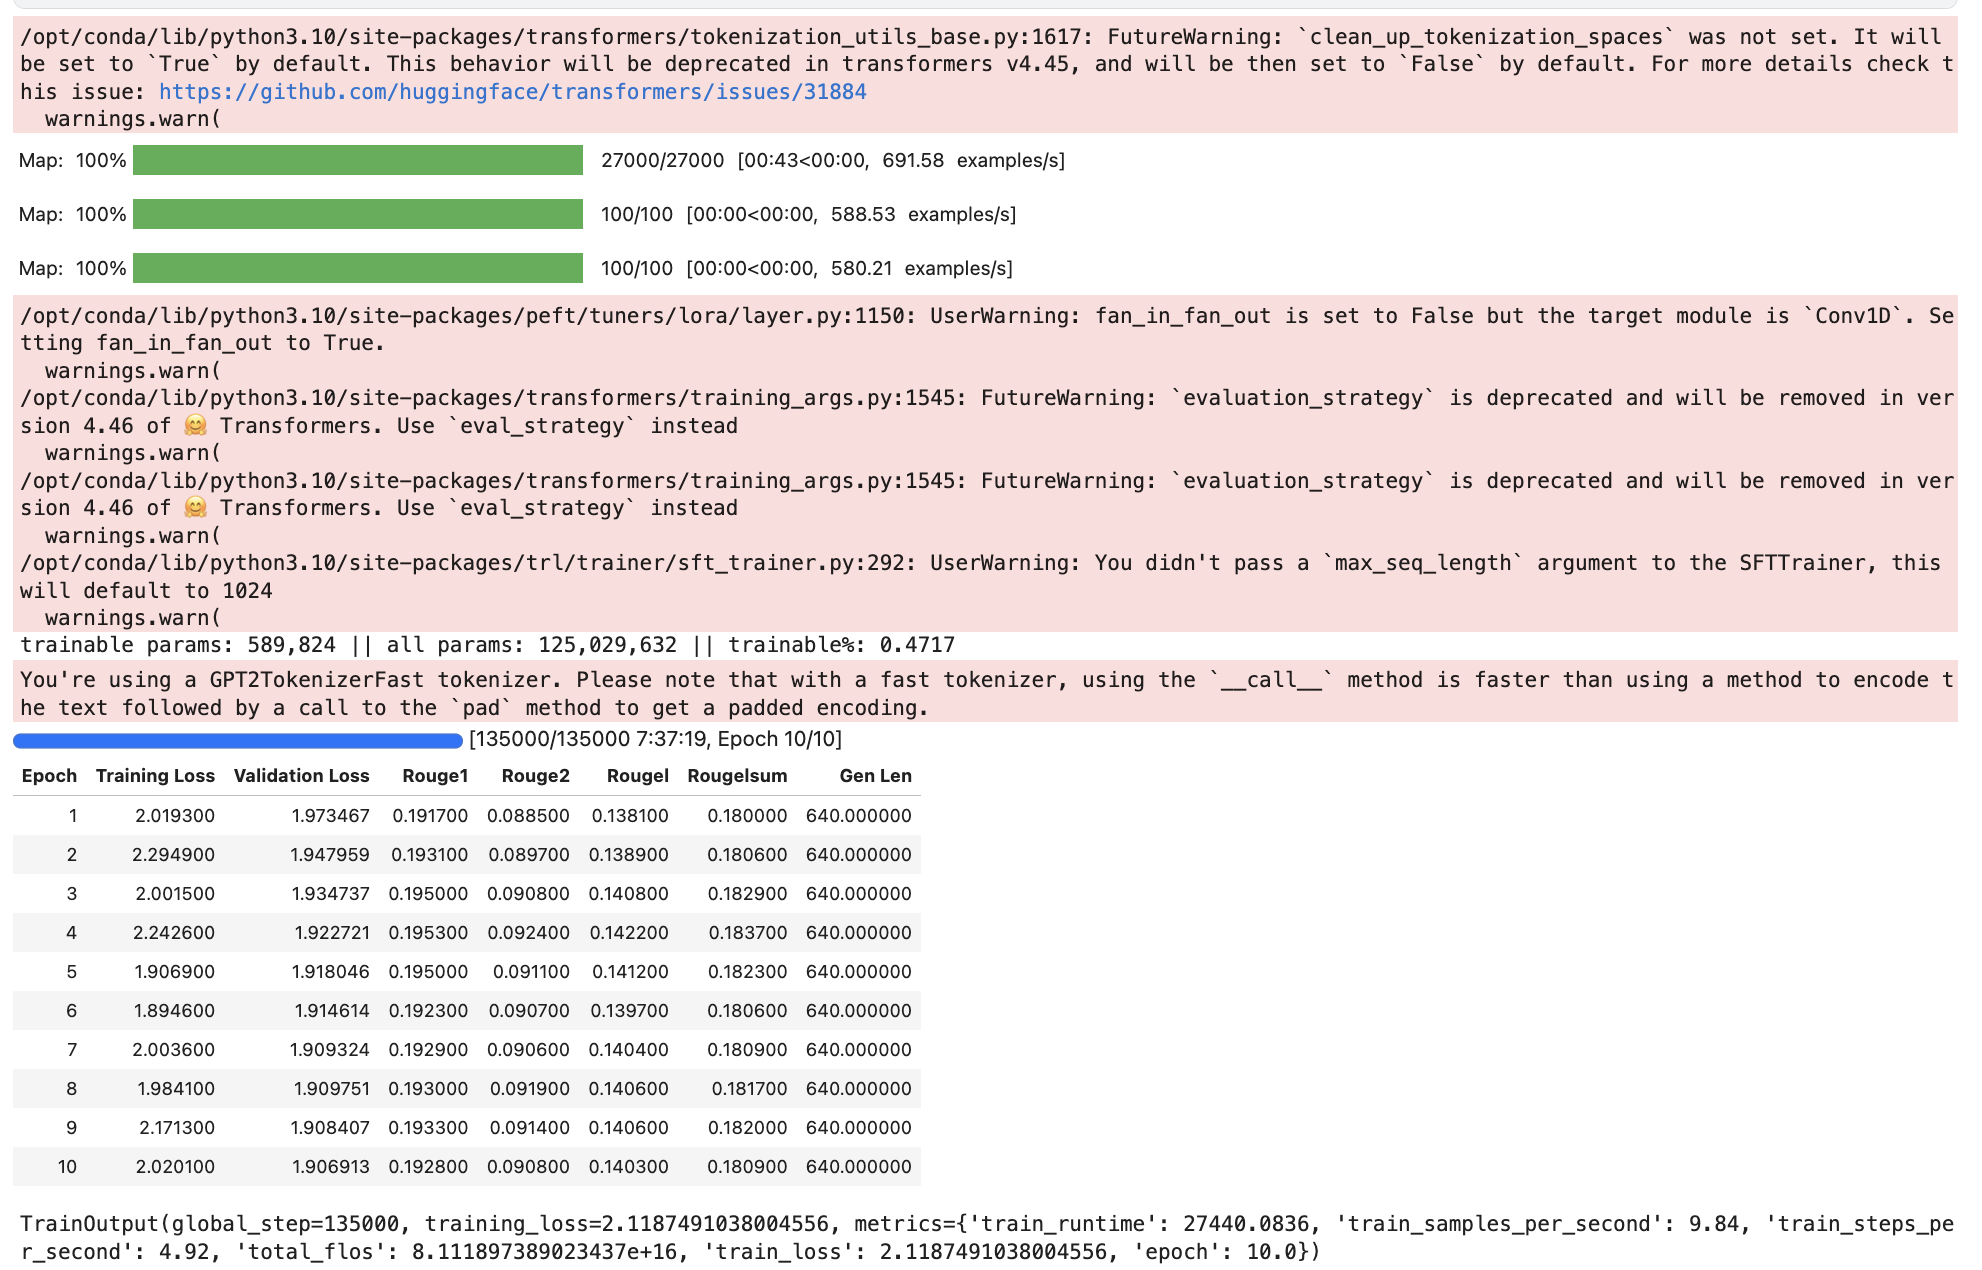 /opt/conda/lib/python3.10/site-packages/transformers/tokenization_utils_base.py:1617: FutureWarning: `clean_up_tokenization_spaces` was not set. It will
be set to `True` by default. This behavior will be deprecated in transformers v4.45, and will be then set to `False` by default. For more details check t
his issue: https://github.com/huggingface/transformers/issues/31884
  warnings.warn(
Map: 100% 27000/27000 [00:43<00:00, 691.58 examples/s]
Map: 100% 100/100 [00:00<00:00, 588.53 examples/s]
Map: 100% 100/100 [00:00<00:00, 580.21 examples/s]
/opt/conda/lib/python3.10/site-packages/peft/tuners/lora/layer.py:1150: UserWarning: fan_in_fan_out is set to False but the target module is `Conv1D`. Se
tting fan_in_fan_out to True.
  warnings.warn(
/opt/conda/lib/python3.10/site-packages/transformers/training_args.py:1545: FutureWarning: `evaluation_strategy` is deprecated and will be removed in ver
sion 4.46 of 🤗 Transformers. Use `eval_strategy` instead
  warnings.warn(
/opt/conda/lib/python3.10/site-packages/transformers/training_args.py:1545: FutureWarning: `evaluation_strategy` is deprecated and will be removed in ver
sion 4.46 of 🤗 Transformers. Use `eval_strategy` instead
  warnings.warn(
/opt/conda/lib/python3.10/site-packages/trl/trainer/sft_trainer.py:292: UserWarning: You didn't pass a `max_seq_length` argument to the SFTTrainer, this
will default to 1024
  warnings.warn(
trainable params: 589,824 || all params: 125,029,632 || trainable%: 0.4717
You're using a GPT2TokenizerFast tokenizer. Please note that with a fast tokenizer, using the `__call__` method is faster than using a method to encode t
he text followed by a call to the `pad` method to get a padded encoding.
[135000/135000 7:37:19, Epoch 10/10]
Epoch Training Loss Validation Loss Rouge1 Rouge2 Rougel Rougelsum Gen Len
1 2.019300 1.973467 0.191700 0.088500 0.138100 0.180000 640.000000
2 2.294900 1.947959 0.193100 0.089700 0.138900 0.180600 640.000000
3 2.001500 1.934737 0.195000 0.090800 0.140800 0.182900 640.000000
4 2.242600 1.922721 0.195300 0.092400 0.142200 0.183700 640.000000
5 1.906900 1.918046 0.195000 0.091100 0.141200 0.182300 640.000000
6 1.894600 1.914614 0.192300 0.090700 0.139700 0.180600 640.000000
7 2.003600 1.909324 0.192900 0.090600 0.140400 0.180900 640.000000
8 1.984100 1.909751 0.193000 0.091900 0.140600 0.181700 640.000000
9 2.171300 1.908407 0.193300 0.091400 0.140600 0.182000 640.000000
10 2.020100 1.906913 0.192800 0.090800 0.140300 0.180900 640.000000
TrainOutput(global_step=135000, training_loss=2.1187491038004556, metrics={'train_runtime': 27440.0836, 'train_samples_per_second': 9.84, 'train_steps_pe
r_second': 4.92, 'total_flos': 8.111897389023437e+16, 'train_loss': 2.1187491038004556, 'epoch': 10.0})